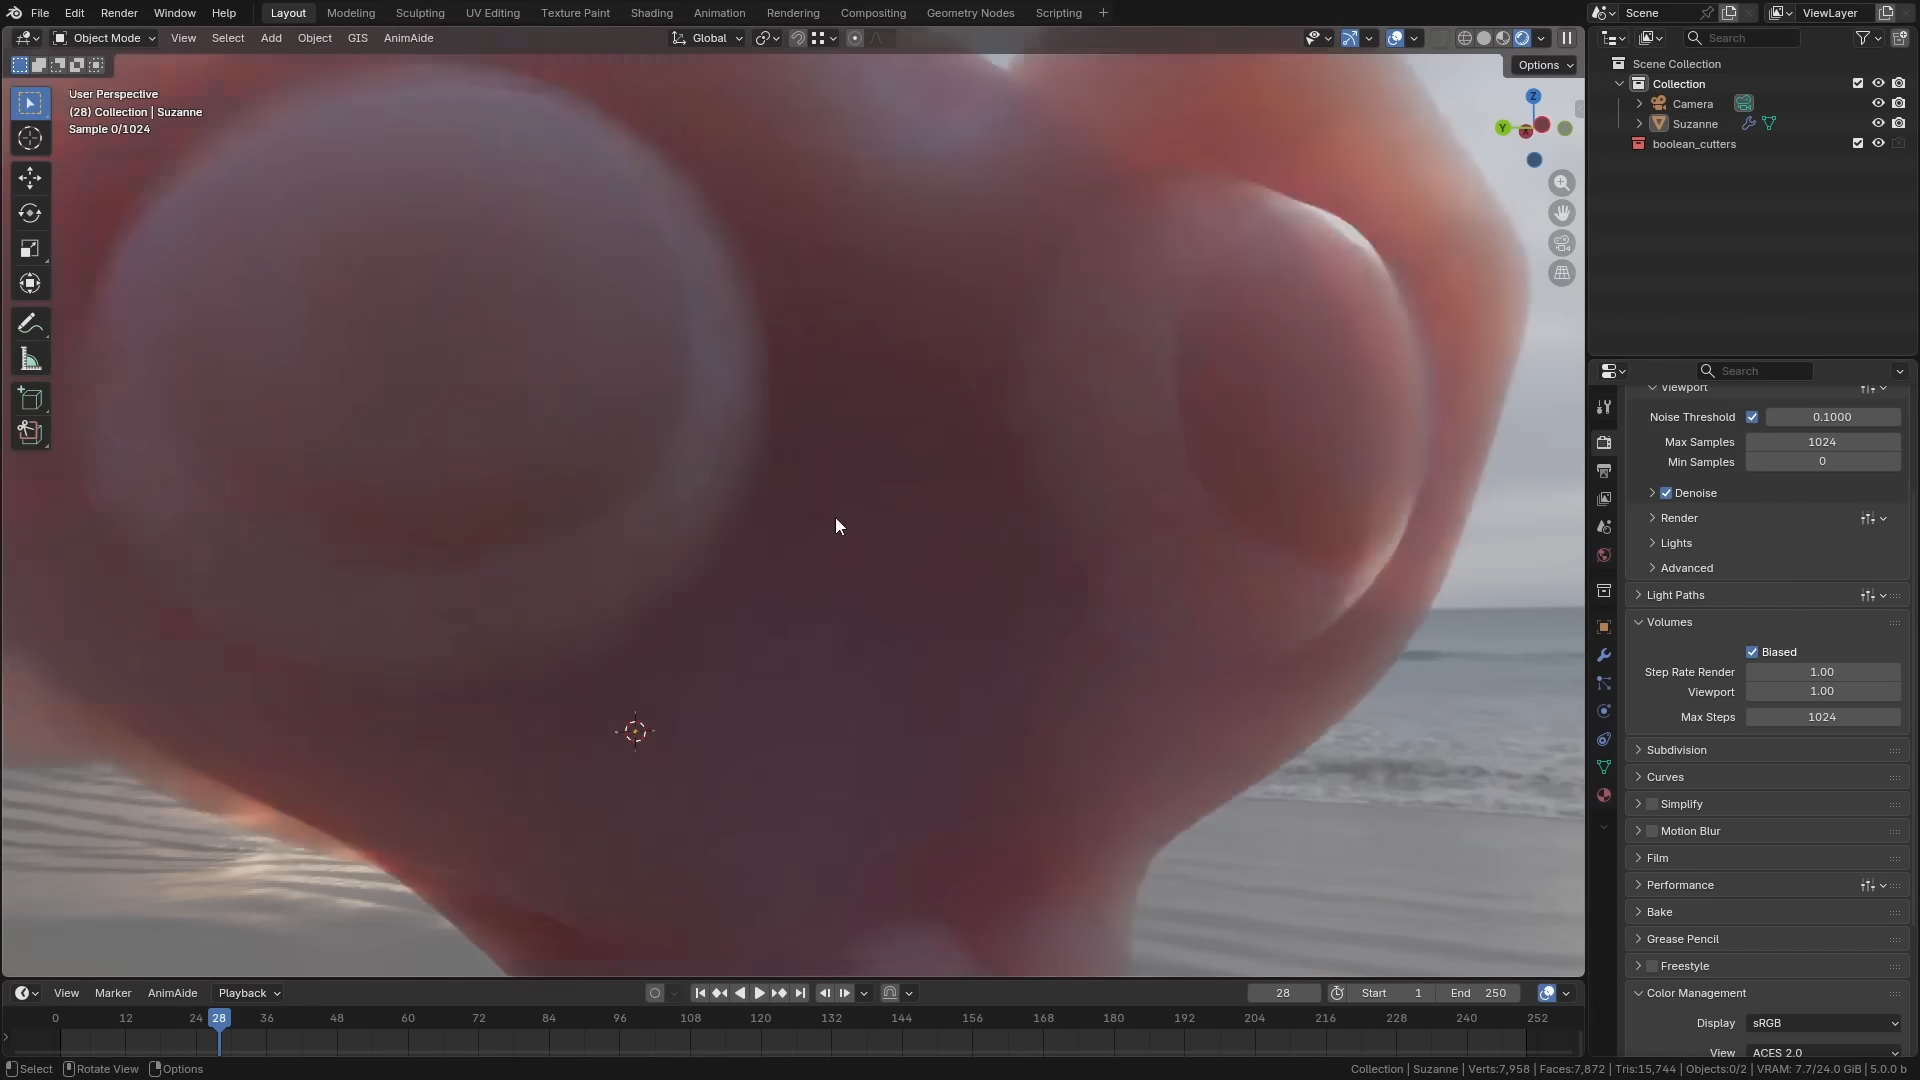 File Edit Render Window Help Layout Modeling Sculpting UV Editing Texture Paint Shading Animation Rendering Compositing Geometry Nodes Scripting + Scene ViewLayer
Object Mode View Select Add Object GIS AnimAide Global Search
Options
User Perspective
(28) Collection | Suzanne
Sample 0/1024
Z
Y
X
Scene Collection
Collection
Camera
Suzanne
boolean_cutters
Search
Viewport
Noise Threshold 0.1000
Max Samples 1024
Min Samples 0
Denoise
Render
Lights
Advanced
Light Paths
Volumes
Biased
Step Rate Render 1.00
Viewport 1.00
Max Steps 1024
Subdivision
Curves
Simplify
Motion Blur
Film
Performance
Bake
Grease Pencil
Freestyle
Color Management
Display sRGB
View ACES 2.0
View Marker AnimAide Playback 28 Start 1 End 250
0 12 24 28 36 48 60 72 84 96 108 120 132 144 156 168 180 192 204 216 228 240 252
Select Rotate View Options Collection | Suzanne | Verts:7,958 | Faces:7,872 | Tris:15,744 | Objects:0/2 | VRAM: 7.7/24.0 GiB | 5.0.0 b